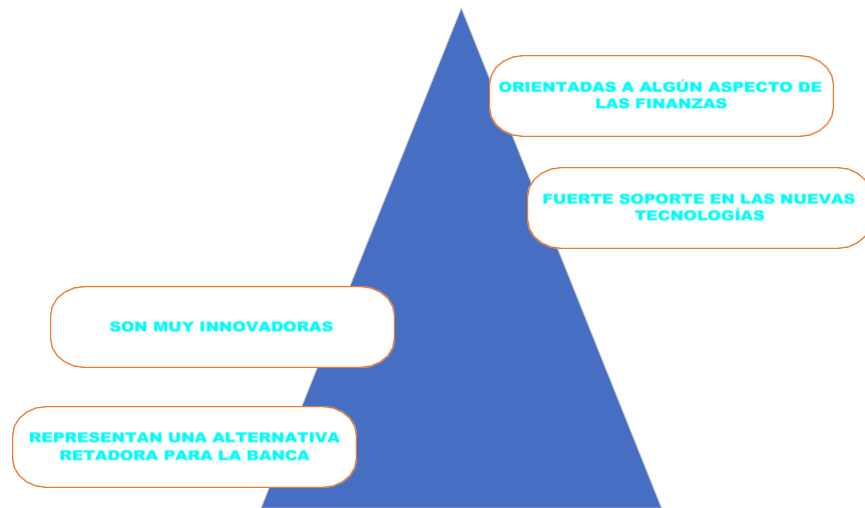 ORIENTADAS A ALGÚN ASPECTO DE
LAS FINANZAS
FUERTE SOPORTE EN LAS NUEVAS
TECNOLOGÍAS
SON MUY INNOVADORAS
REPRESENTAN UNA ALTERNATIVA
RETADORA PARA LA BANCA